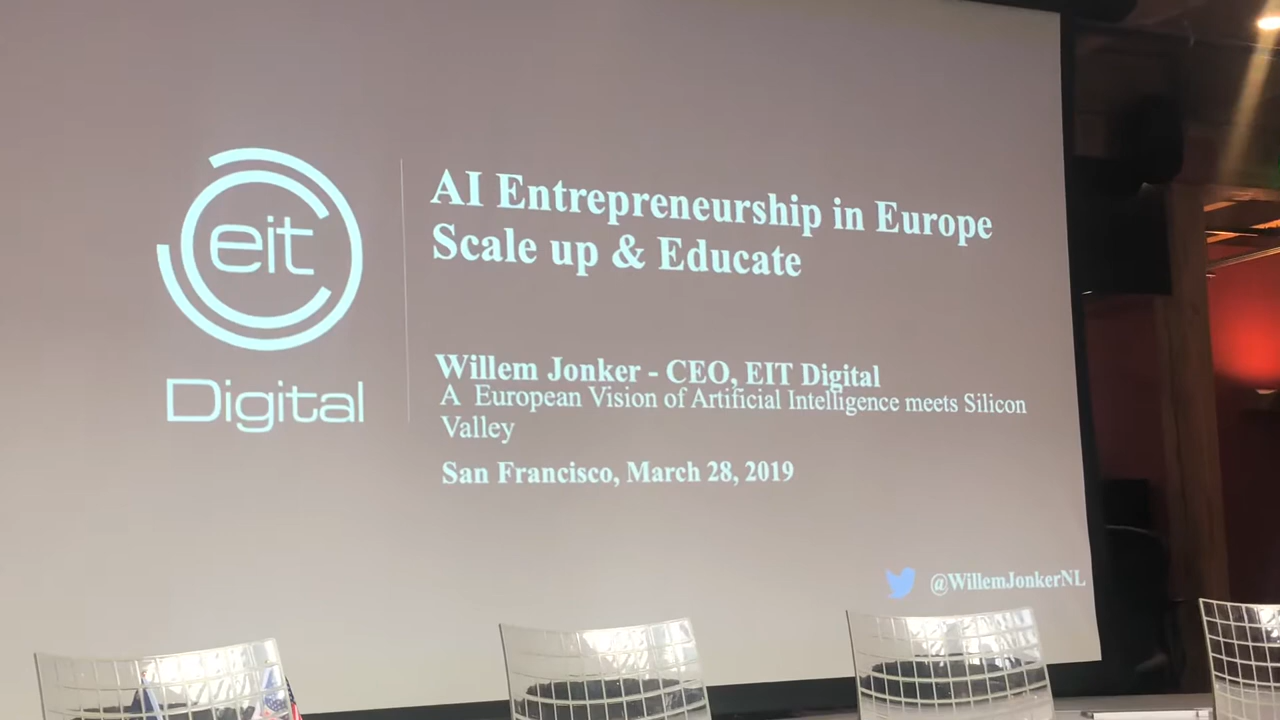 eit
Digital
AI Entrepreneurship in Europe
Scale up & Educate
Willem Jonker - CEO, EIT Digital
A European Vision of Artificial Intelligence meets Silicon
Valley
San Francisco, March 28, 2019
@WillemJonkerNL